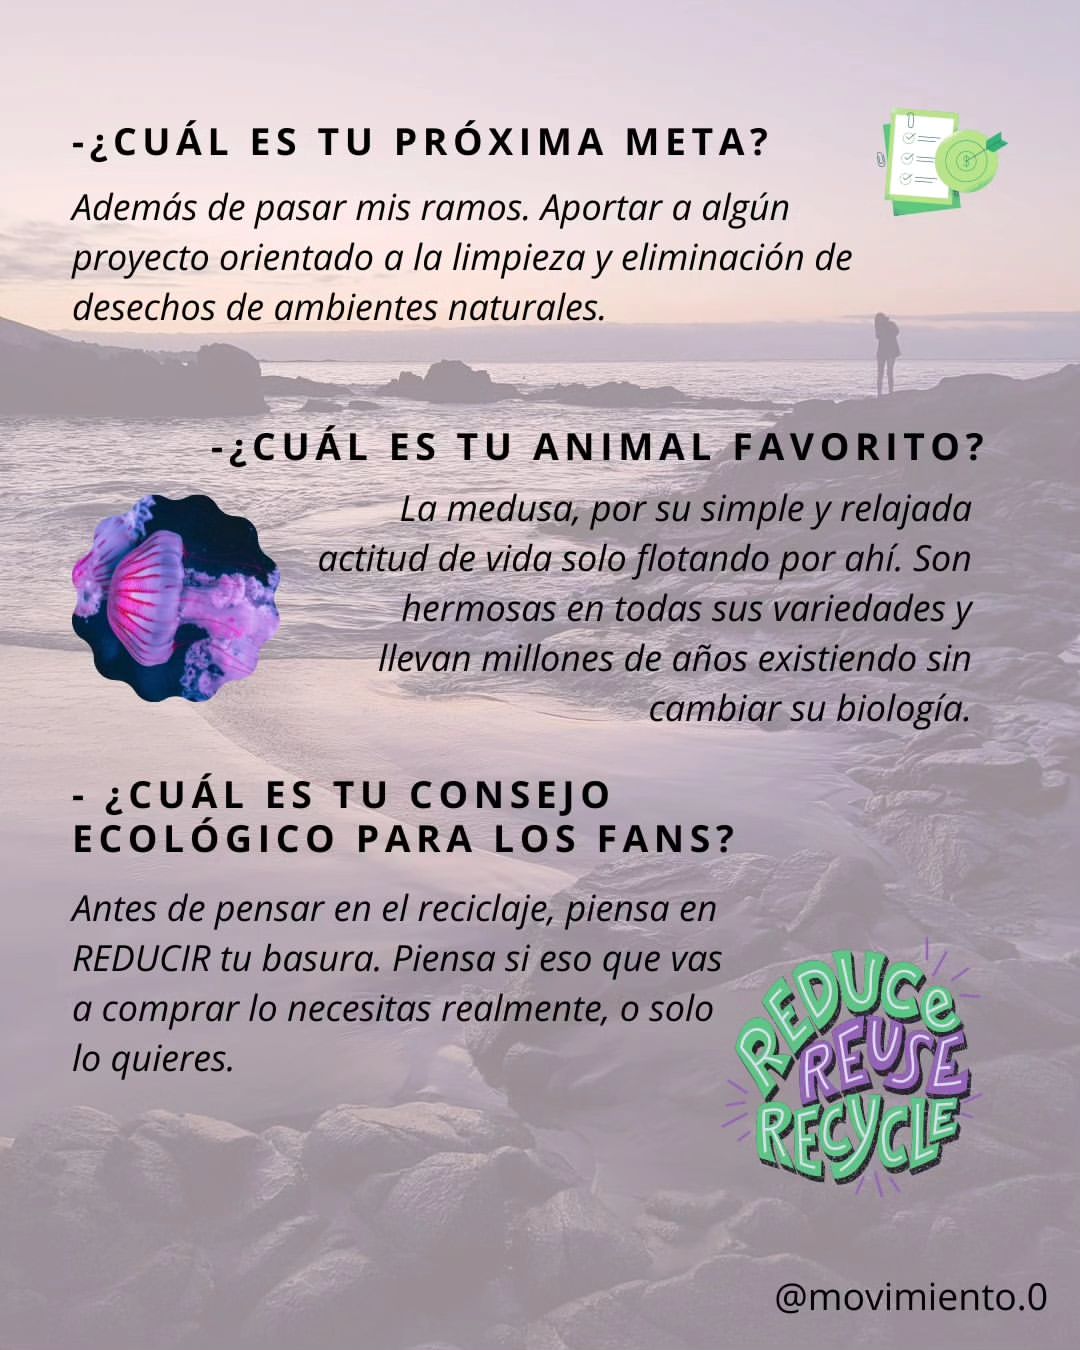 -¿CUÁL ES TU PRÓXIMA META?
Además de pasar mis ramos. Aportar a algún
proyecto orientado a la limpieza y eliminación de
desechos de ambientes naturales.
-¿CUÁL ES TU ANIMAL FAVORITO?
La medusa, por su simple y relajada
actitud de vida solo flotando por ahí. Son
hermosas en todas sus variedades y
llevan millones de años existiendo sin
cambiar su biología.
- ¿CUÁL ES TU CONSEJO
ECOLÓGICO PARA LOS FANS?
Antes de pensar en el reciclaje, piensa en
REDUCIR tu basura. Piensa si eso que vas
a comprar lo necesitas realmente, o solo
lo quieres.
REDUCE
REUSE
RECYCLE
@movimiento.0